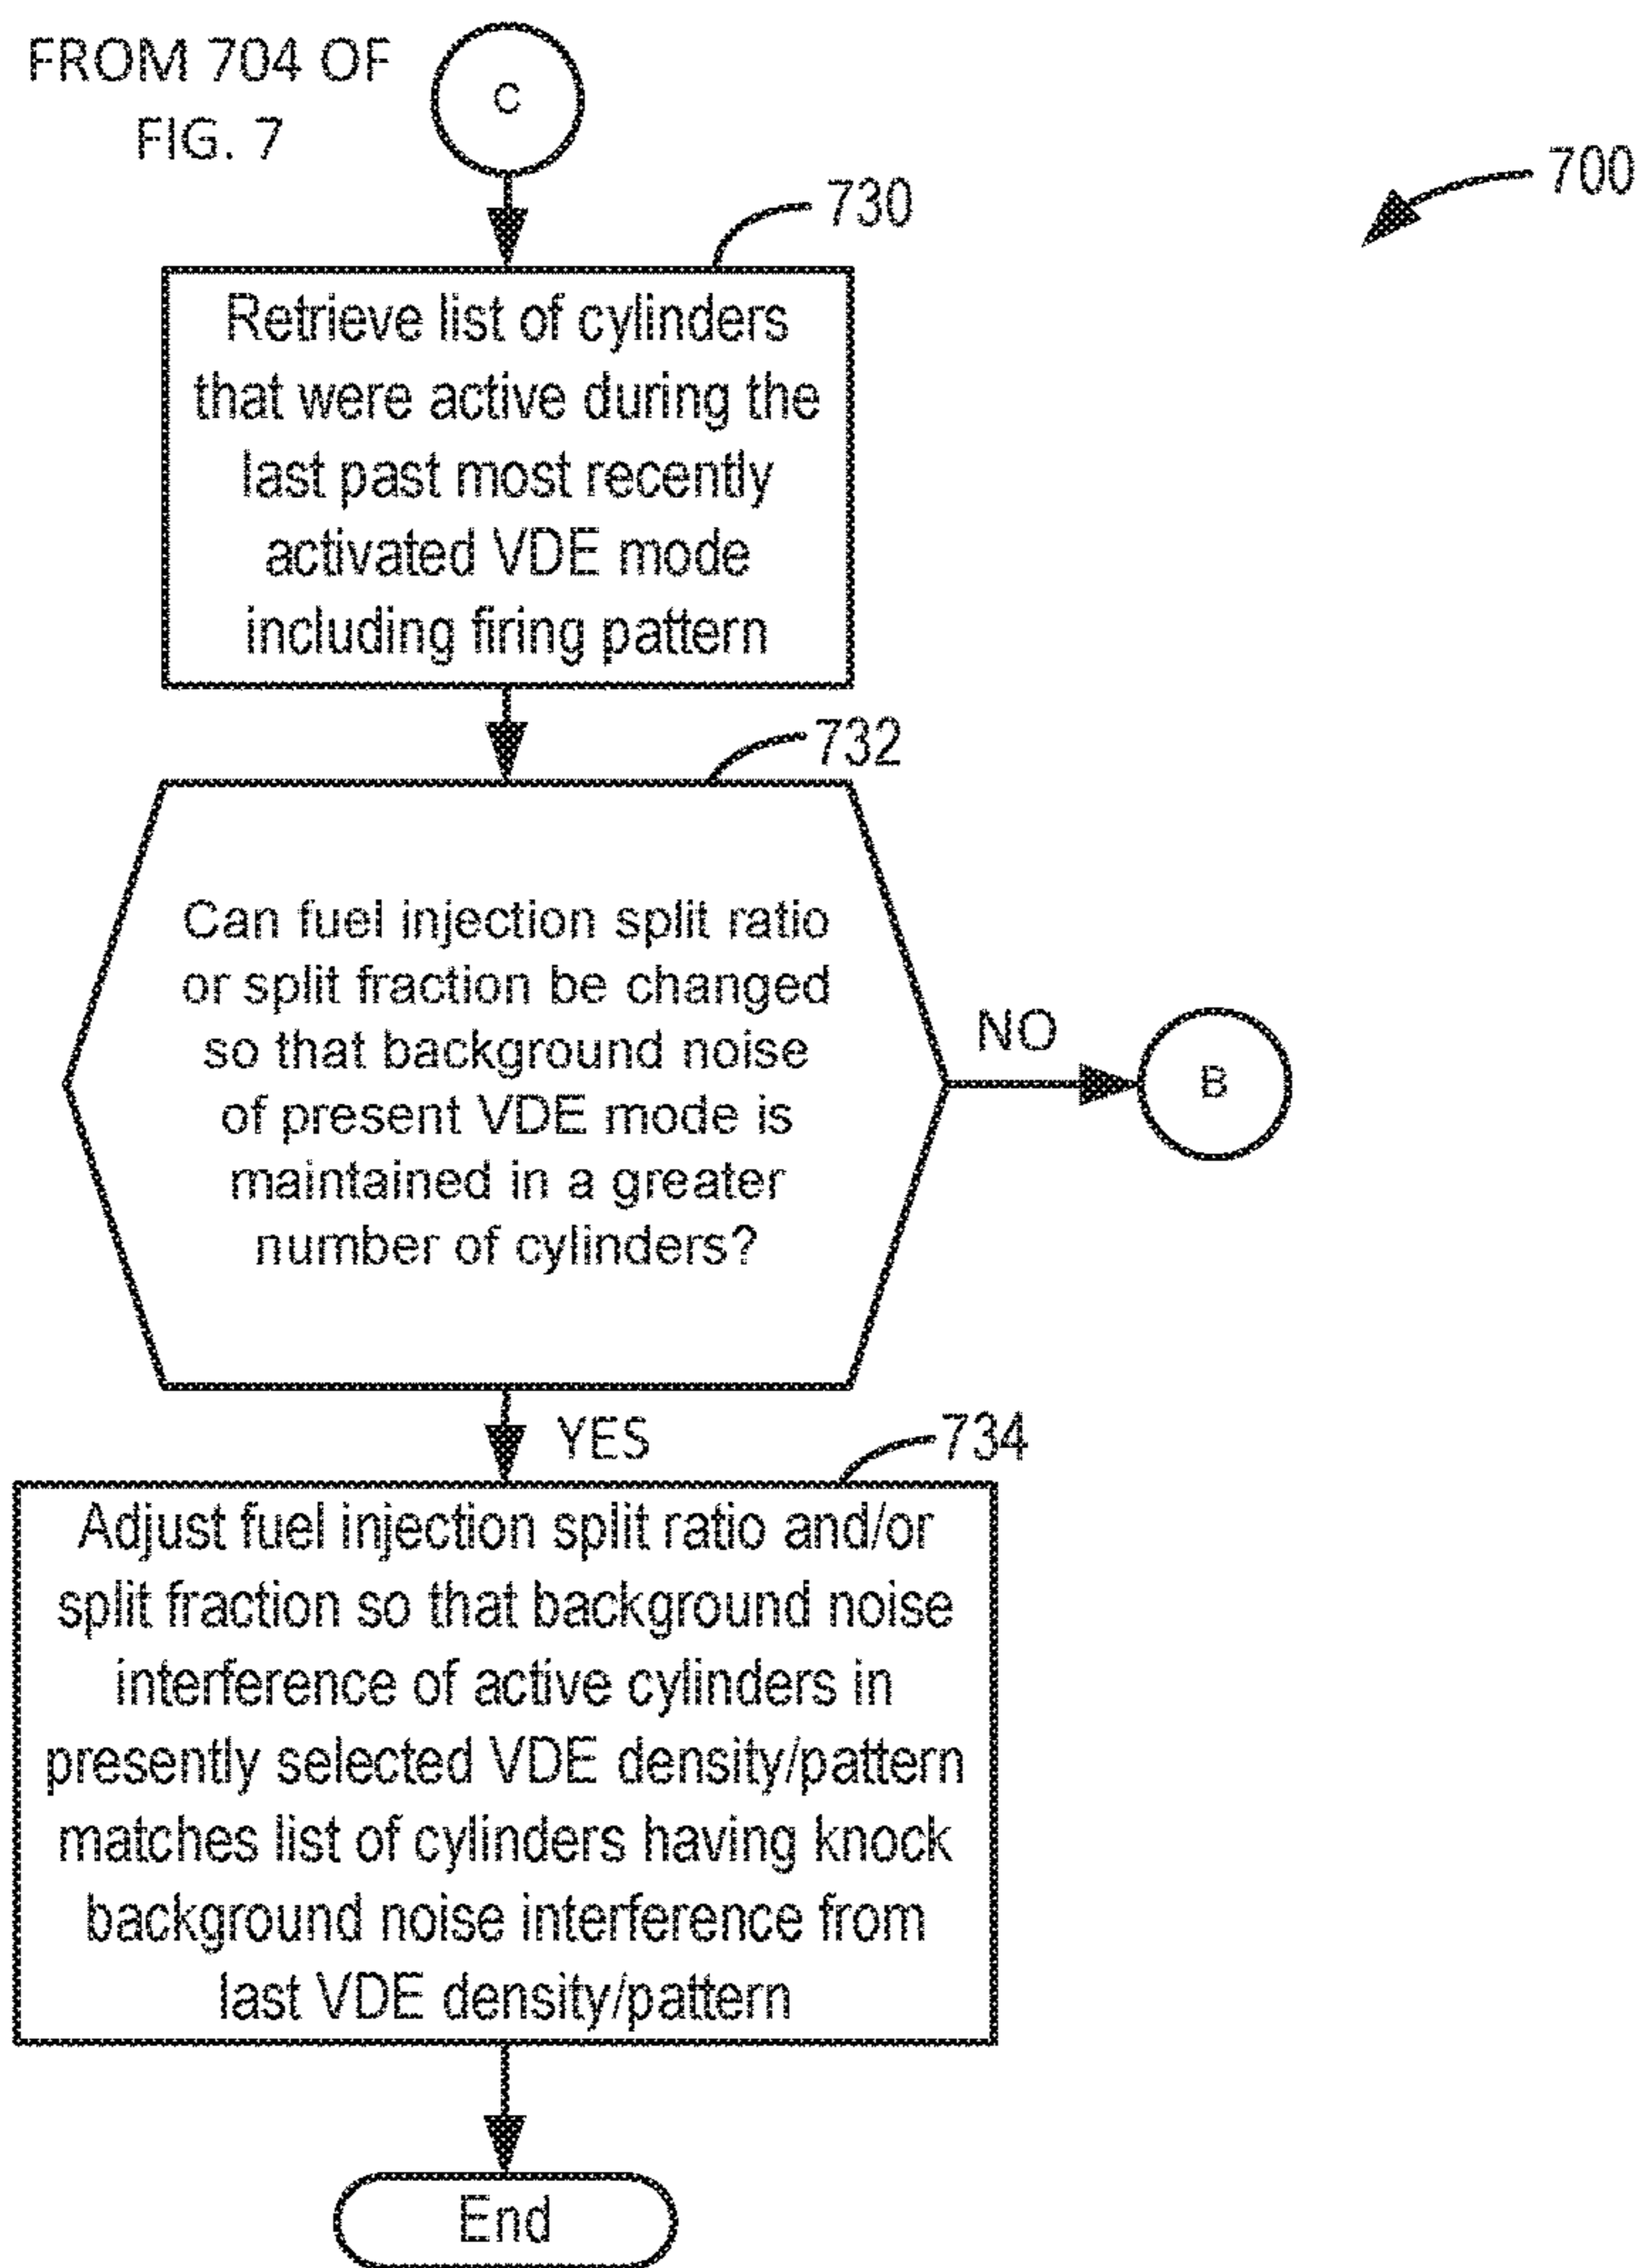 FROM 704 OF
FIG. 7
C
700
730
Retrieve list of cylinders
that were active during the
last past most recently
activated VDE mode
including firing pattern
732
Can fuel injection split ratio
or split fraction be changed
so that background noise
of present VDE mode is
maintained in a greater
number of cylinders?
NO
B
YES
734
Adjust fuel injection split ratio and/or
split fraction so that background noise
interference of active cylinders in
presently selected VDE density/pattern
matches list of cylinders having knock
background noise interference from
last VDE density/pattern
End